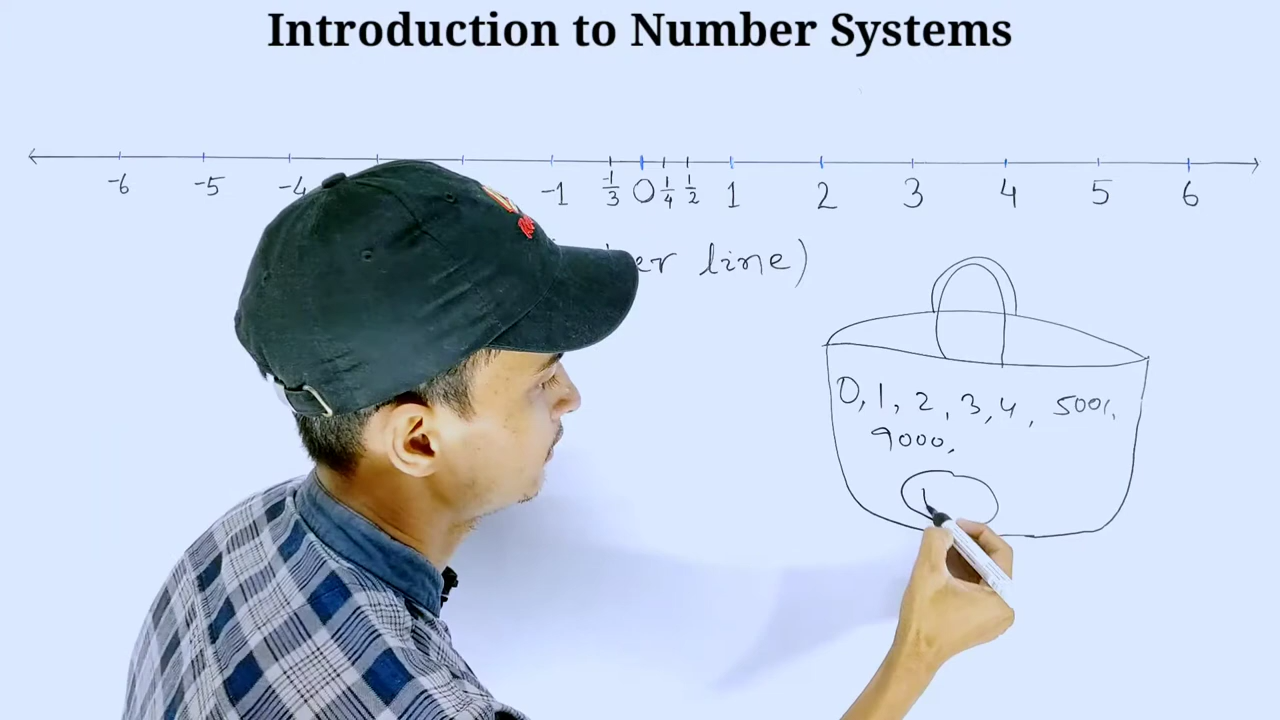 Introduction to Number Systems
-6 -5 -4 -1 -1/3 0 1/4 1/2 1 2 3 4 5 6
line)
0, 1, 2, 3, 4, 5001,
9000,